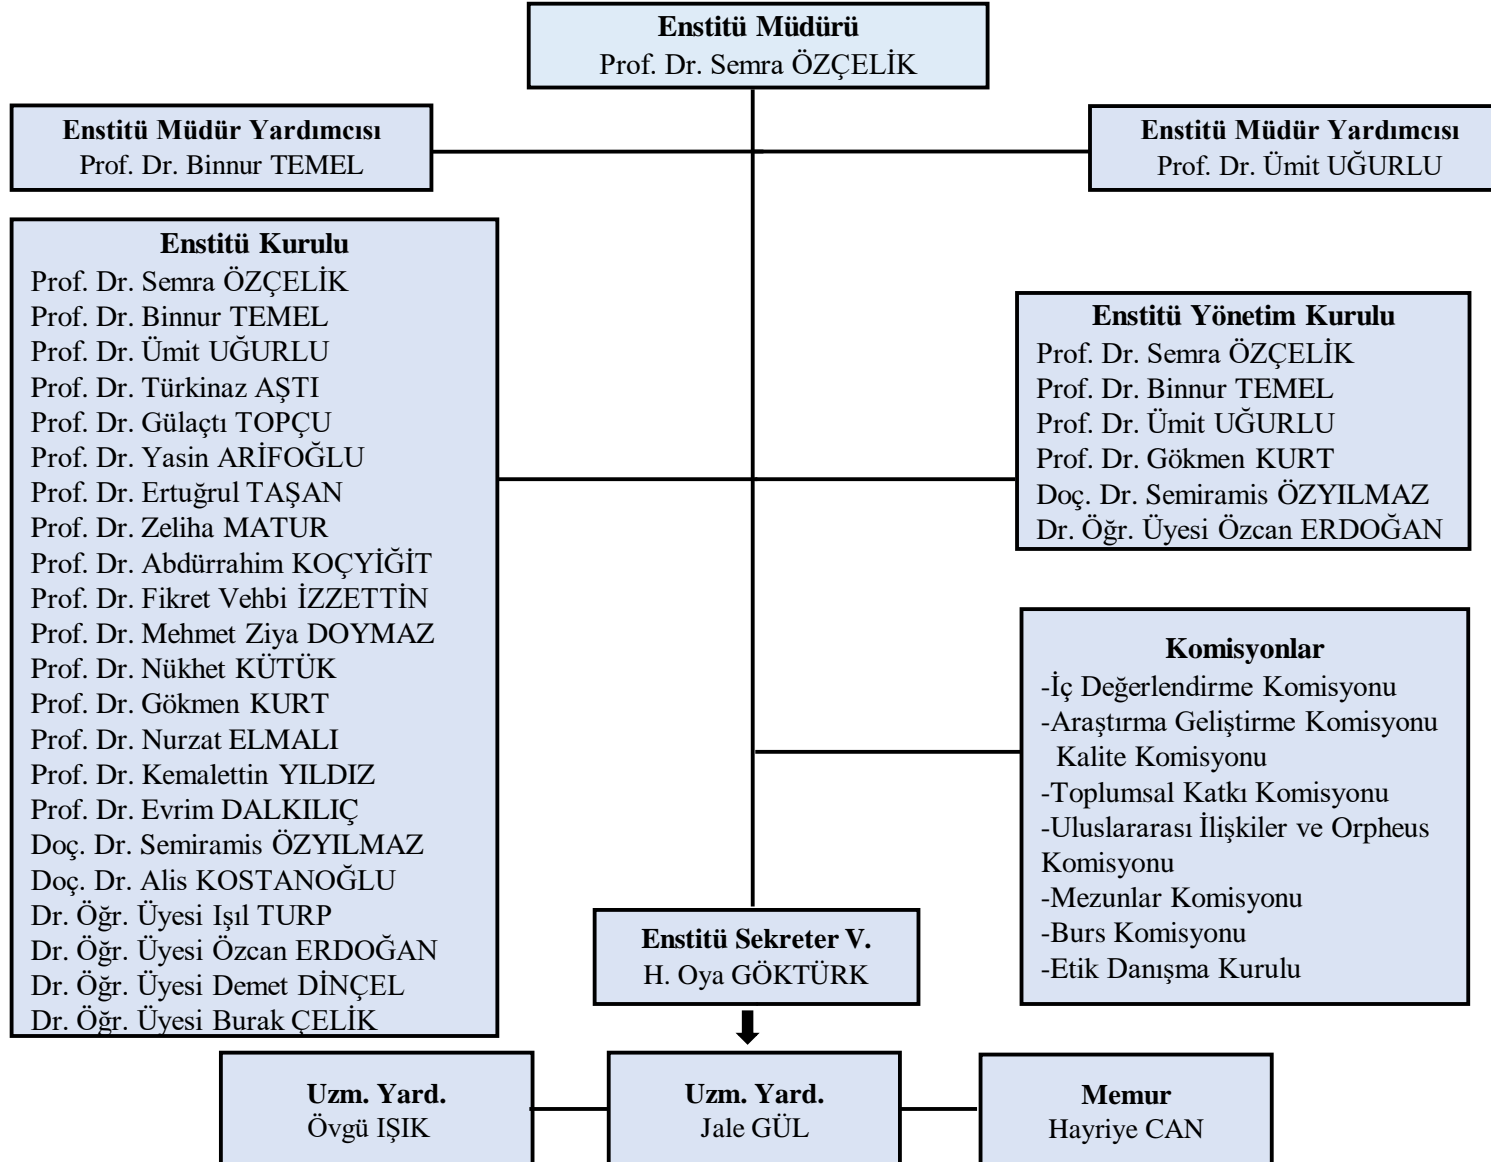 Enstitü Müdürü
Prof. Dr. Semra ÖZÇELİK
Enstitü Müdür Yardımcısı
Prof. Dr. Binnur TEMEL
Enstitü Müdür Yardımcısı
Prof. Dr. Ümit UĞURLU
Enstitü Kurulu
Prof. Dr. Semra ÖZÇELİK
Prof. Dr. Binnur TEMEL
Prof. Dr. Ümit UĞURLU
Prof. Dr. Türkinaz AŞTI
Prof. Dr. Gülaçtı TOPÇU
Prof. Dr. Yasin ARİFOĞLU
Prof. Dr. Ertuğrul TAŞAN
Prof. Dr. Zeliha MATUR
Prof. Dr. Abdürrahim KOÇYİĞİT
Prof. Dr. Fikret Vehbi İZZETTİN
Prof. Dr. Mehmet Ziya DOYMAZ
Prof. Dr. Nükhet KÜTÜK
Prof. Dr. Gökmen KURT
Prof. Dr. Nurzat ELMALI
Prof. Dr. Kemalettin YILDIZ
Prof. Dr. Evrim DALKILIÇ
Doç. Dr. Semiramis ÖZYILMAZ
Doç. Dr. Alis KOSTANOĞLU
Dr. Öğr. Üyesi Işıl TURP
Dr. Öğr. Üyesi Özcan ERDOĞAN
Dr. Öğr. Üyesi Demet DİNÇEL
Dr. Öğr. Üyesi Burak ÇELİK
Enstitü Yönetim Kurulu
Prof. Dr. Semra ÖZÇELİK
Prof. Dr. Binnur TEMEL
Prof. Dr. Ümit UĞURLU
Prof. Dr. Gökmen KURT
Doç. Dr. Semiramis ÖZYILMAZ
Dr. Öğr. Üyesi Özcan ERDOĞAN
Komisyonlar
-İç Değerlendirme Komisyonu
-Araştırma Geliştirme Komisyonu
Kalite Komisyonu
-Toplumsal Katkı Komisyonu
-Uluslararası İlişkiler ve Orpheus
Komisyonu
-Mezunlar Komisyonu
-Burs Komisyonu
-Etik Danışma Kurulu
Enstitü Sekreter V.
H. Oya GÖKTÜRK
Uzm. Yard.
Övgü IŞIK
Uzm. Yard.
Jale GÜL
Memur
Hayriye CAN